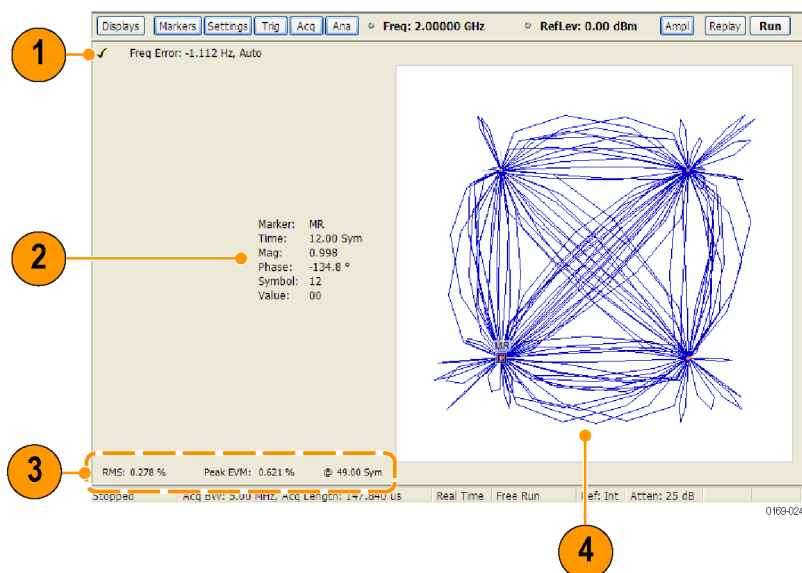 Displays Markers Settings Trig Acq Ana Freq: 2.00000 GHz RefLev: 0.00 dBm Ampl Replay Run
1
Freq Error: -1.112 Hz, Auto
2
Marker: MR
Time: 12.00 Sym
Mag: 0.998
Phase: -134.8 °
Symbol: 12
Value: 00
MR
3
RMS: 0.278 % Peak EVM: 0.621 % @ 49.00 Sym
Stopped Acq BW: 5.00 MHz, Acq Length: 147.840 us Real Time Free Run Ref: Int Atten: 25 dB
0169-024
4